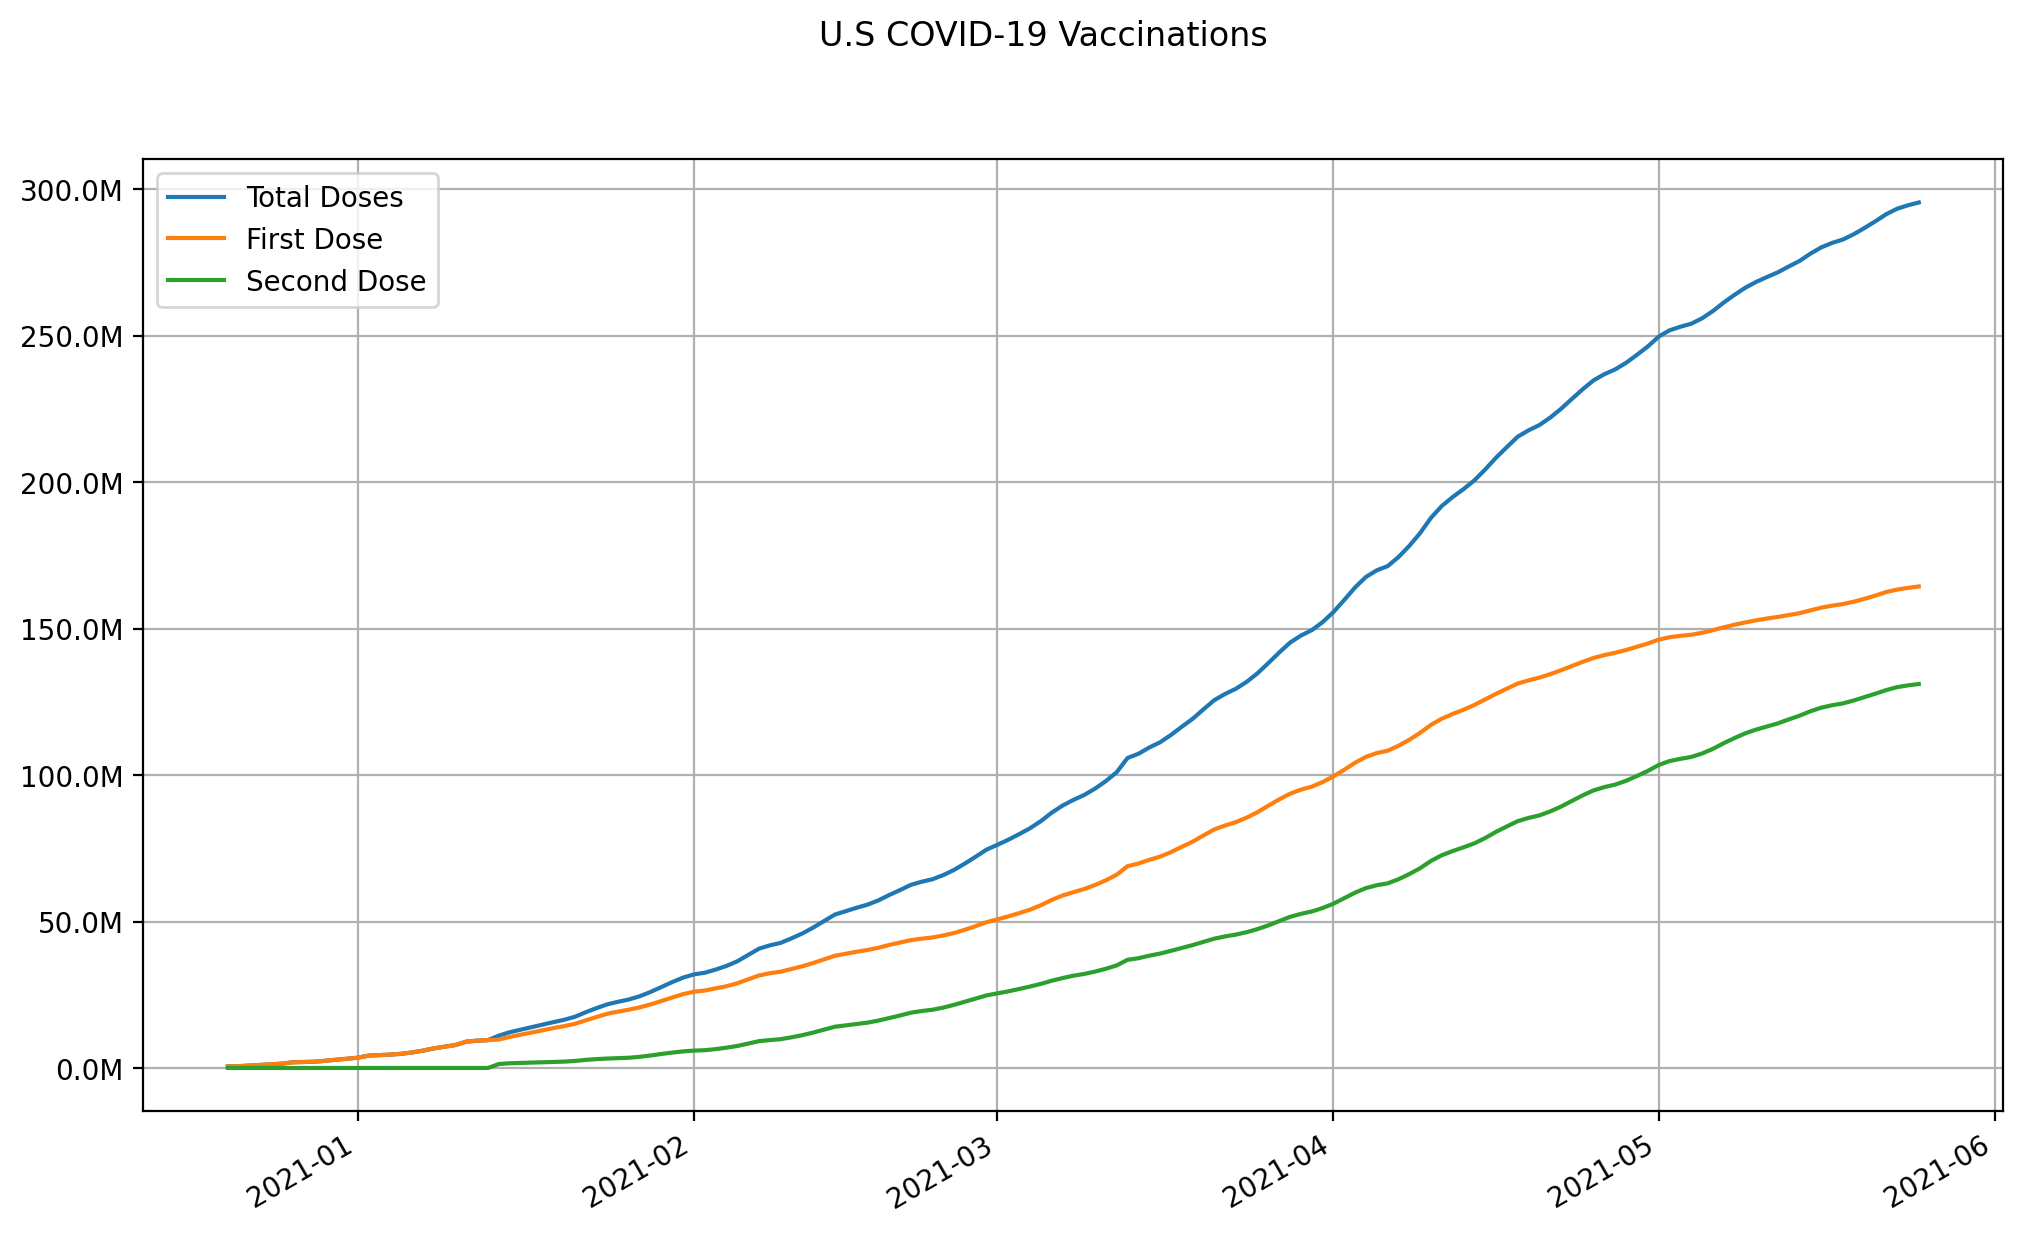 U.S COVID-19 Vaccinations
300.0M
250.0M
200.0M
150.0M
100.0M
50.0M
0.0M
Total Doses
First Dose
Second Dose
2021-01
2021-02
2021-03
2021-04
2021-05
2021-06